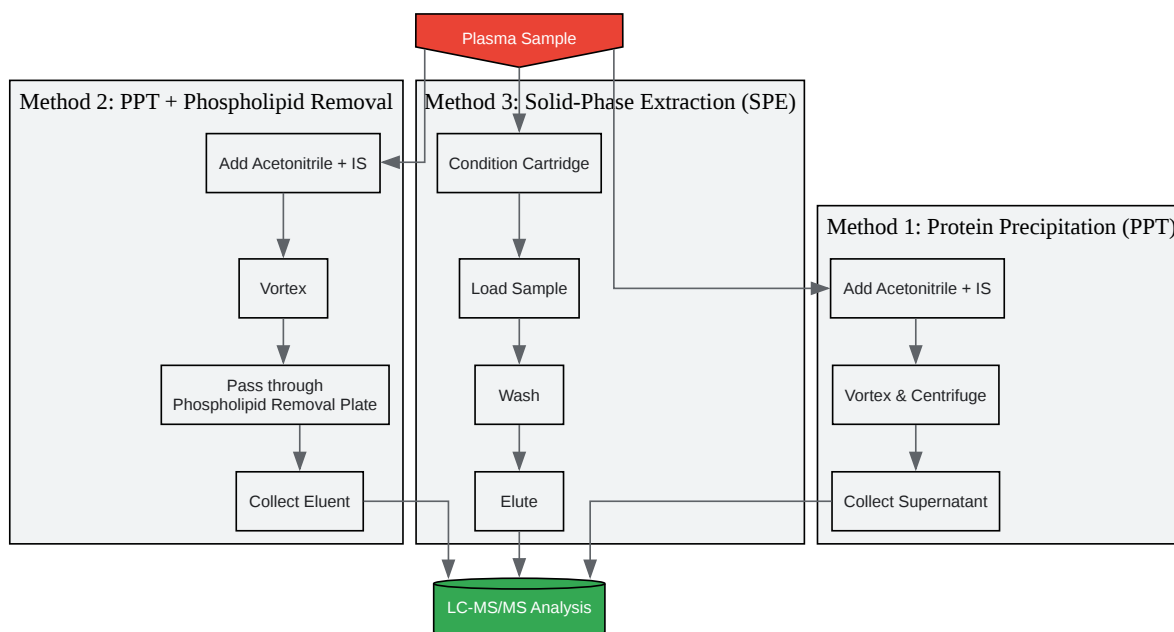 Plasma Sample
Method 2: PPT + Phospholipid Removal
Add Acetonitrile + IS
Vortex
Pass through
Phospholipid Removal Plate
Collect Eluent
Method 3: Solid-Phase Extraction (SPE)
Condition Cartridge
Load Sample
Wash
Elute
Method 1: Protein Precipitation (PPT)
Add Acetonitrile + IS
Vortex & Centrifuge
Collect Supernatant
LC-MS/MS Analysis